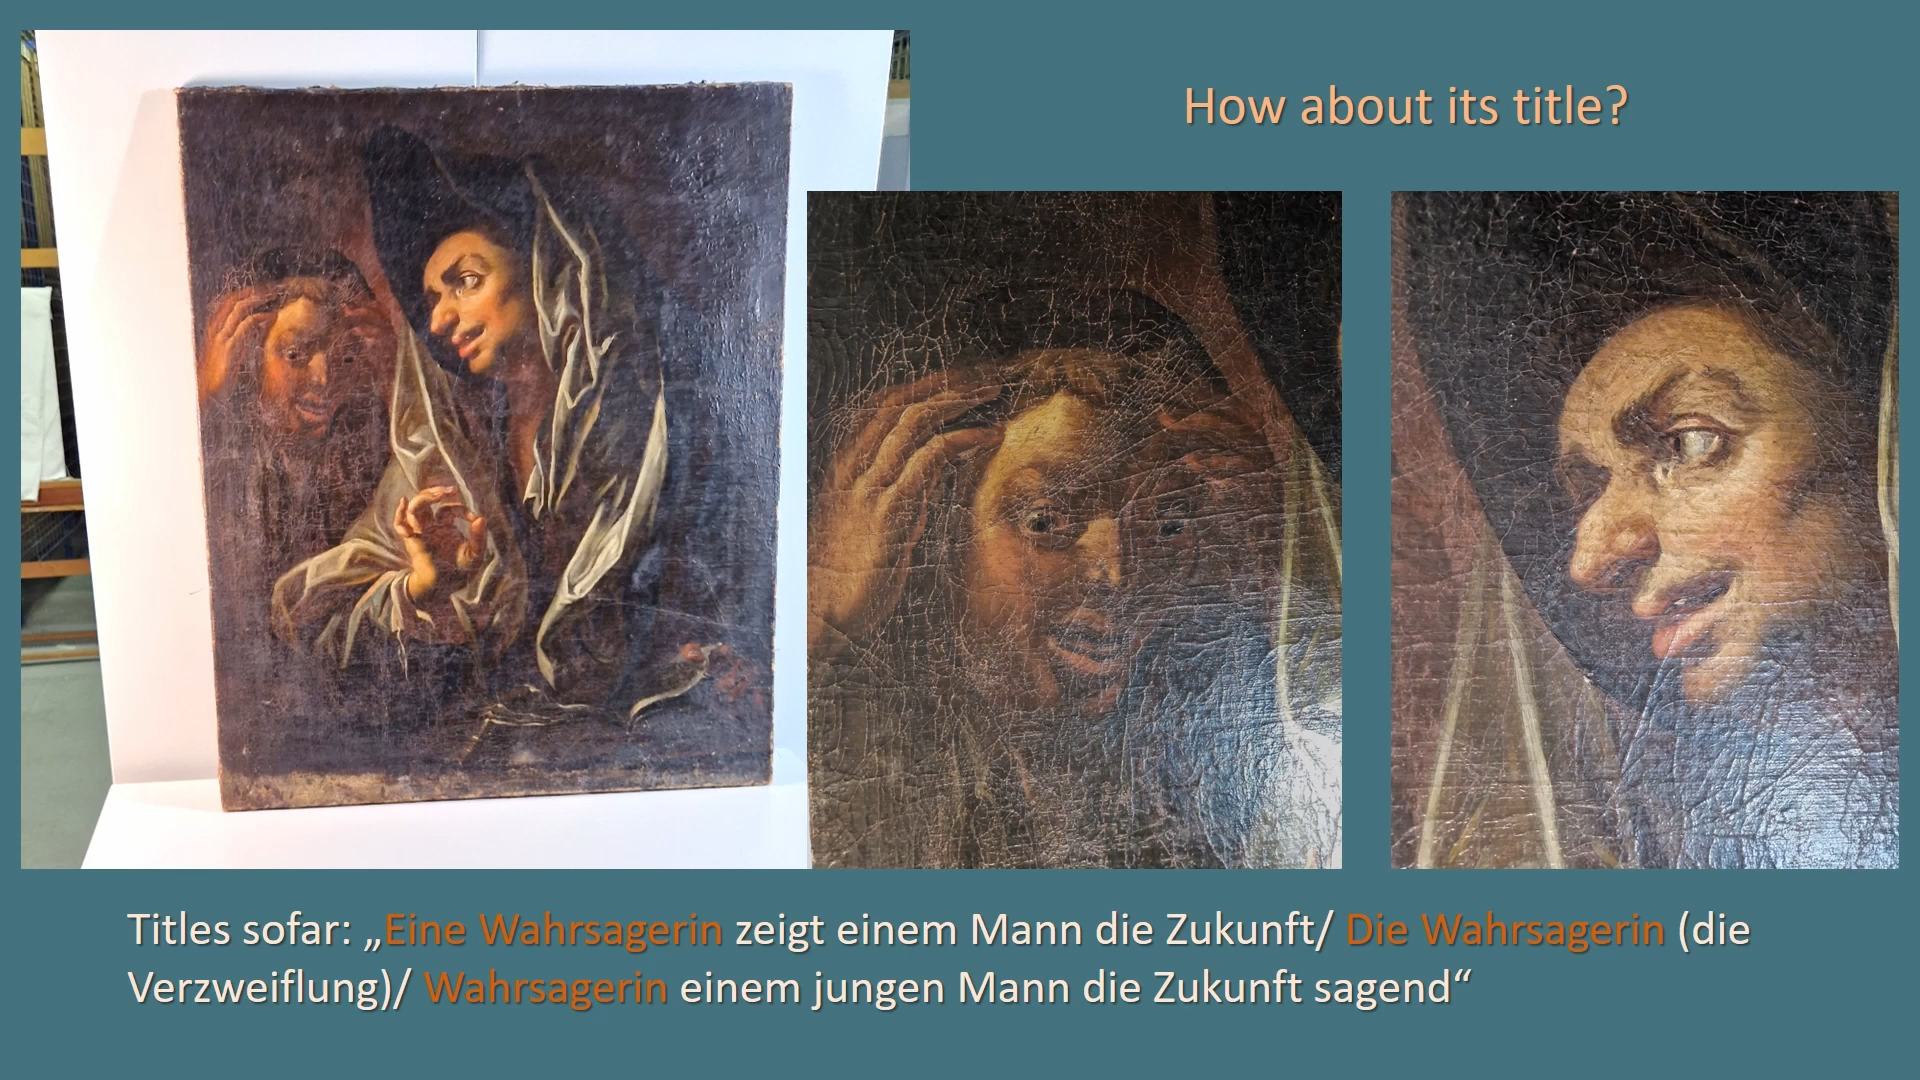 How about its title?
Titles sofar: „Eine Wahrsagerin zeigt einem Mann die Zukunft/ Die Wahrsagerin (die
Verzweiflung)/ Wahrsagerin einem jungen Mann die Zukunft sagend“